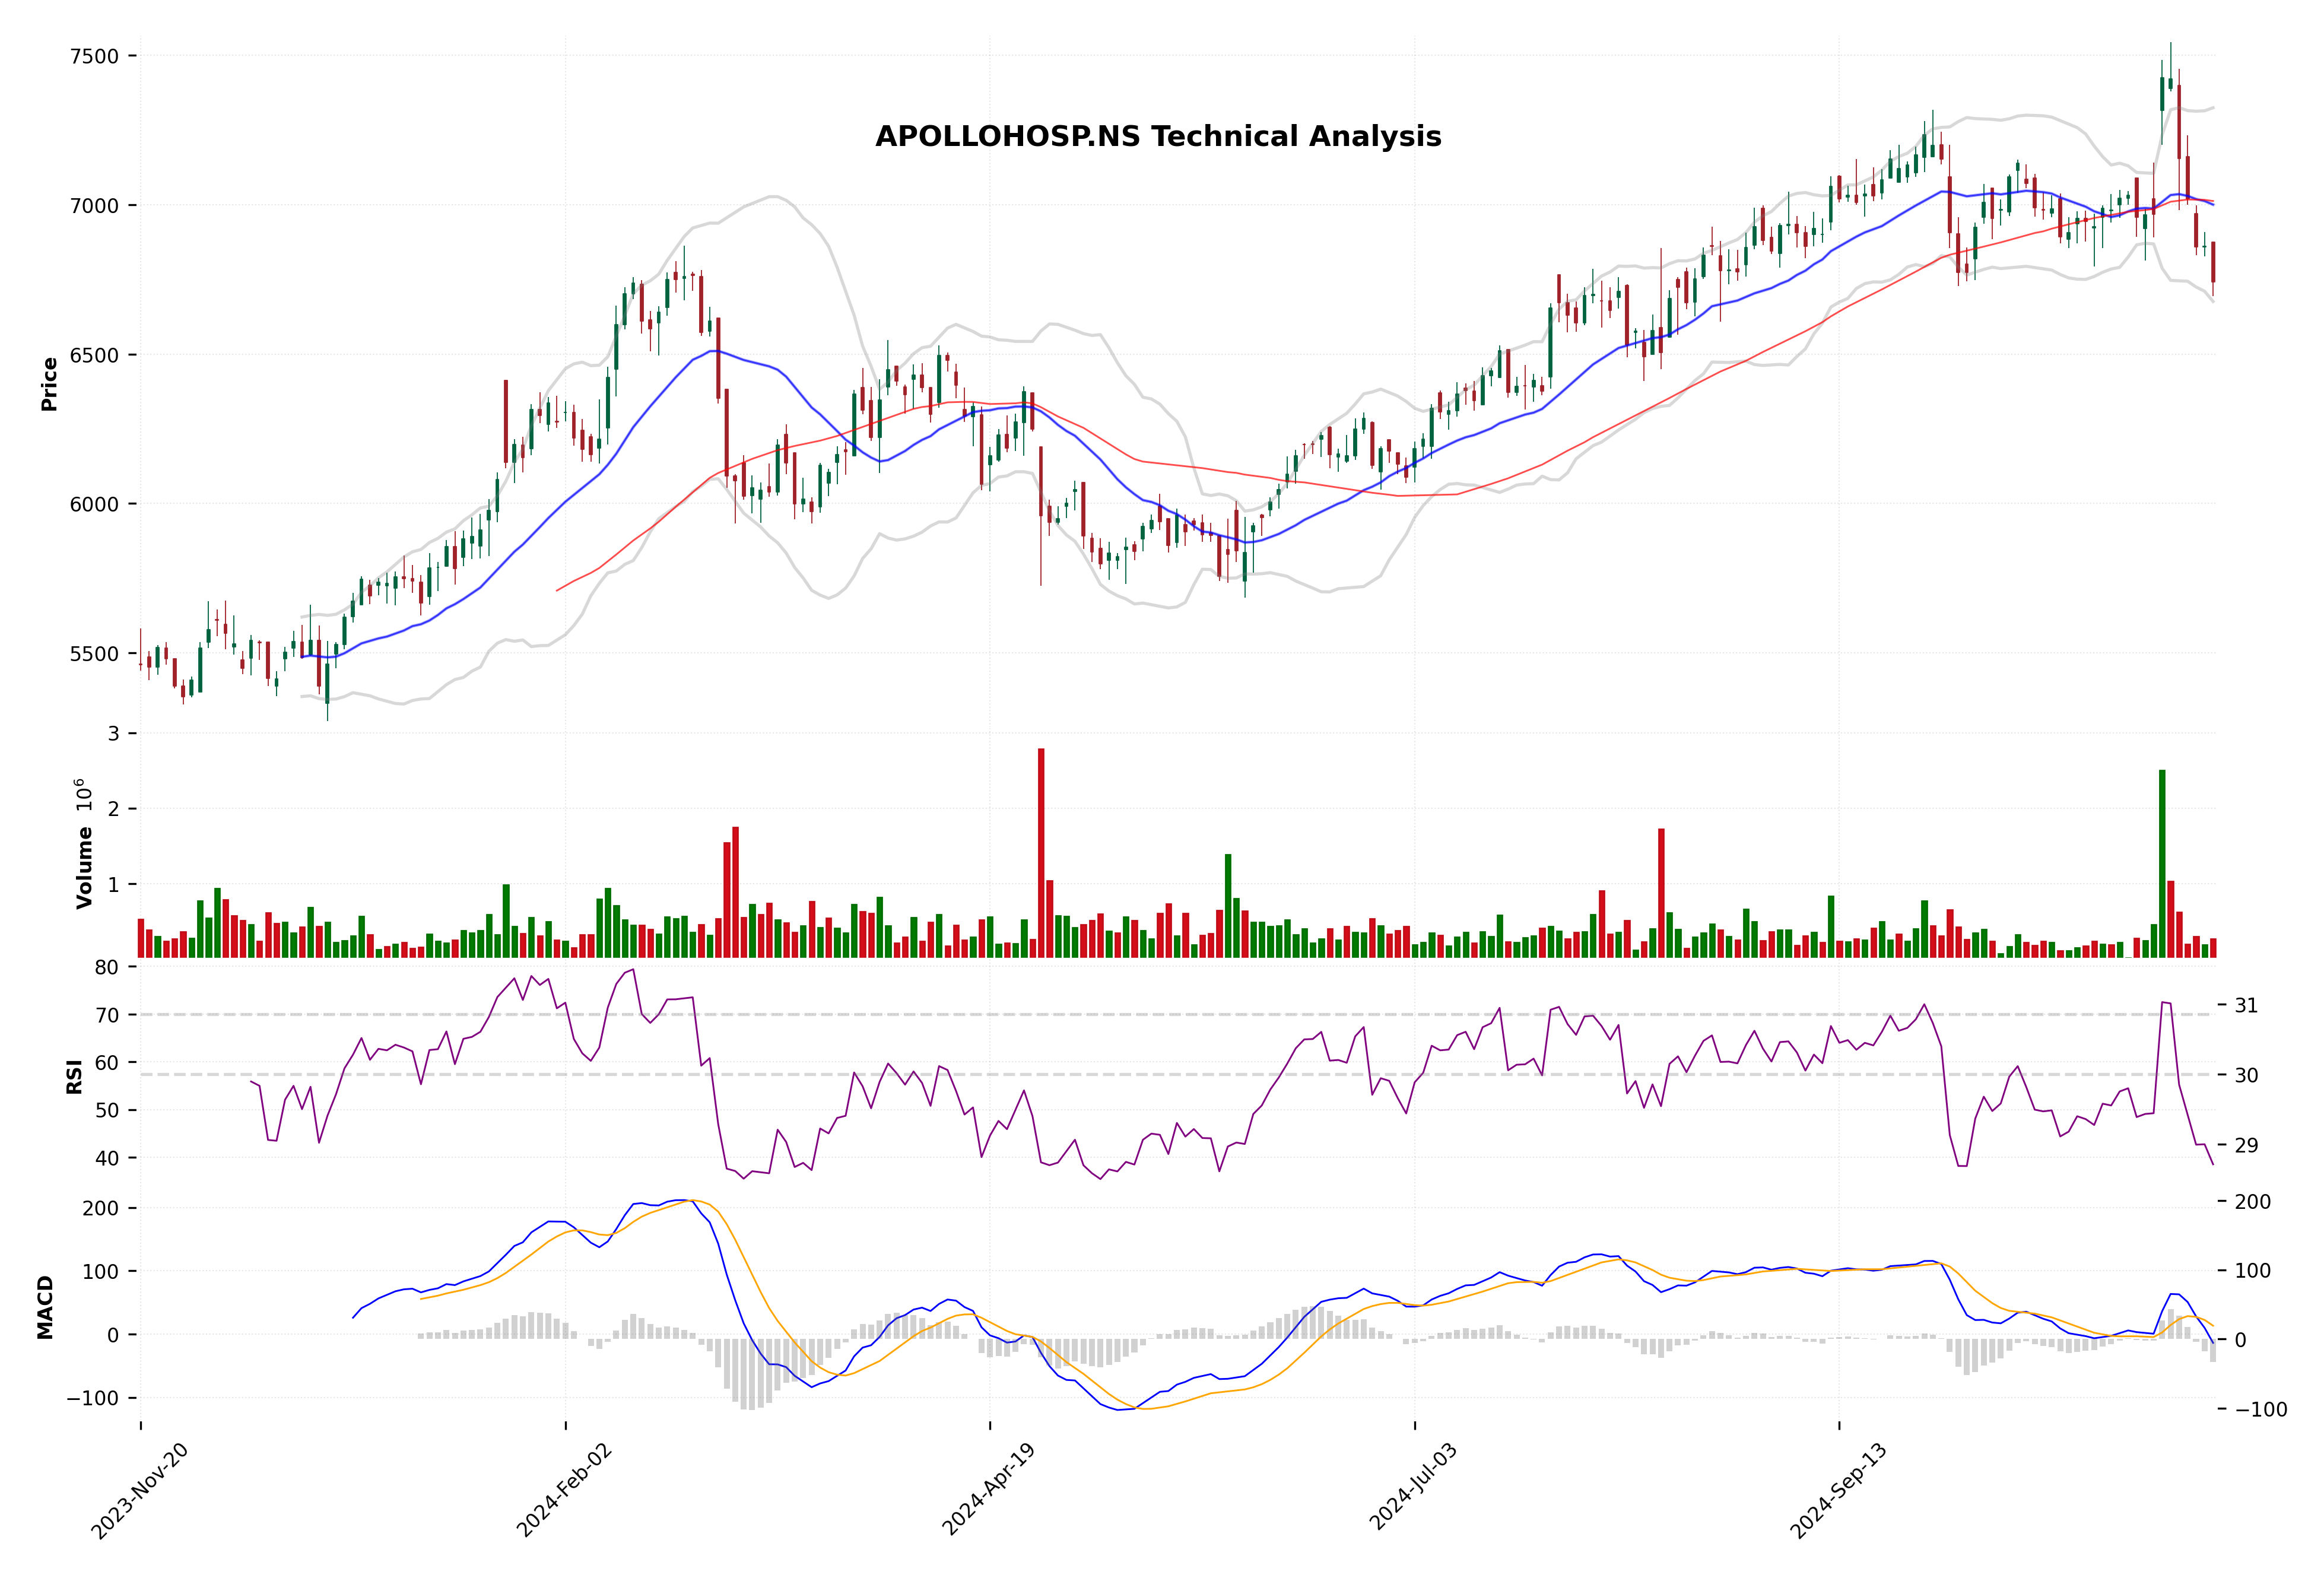 APOLLOHOSP.NS Technical Analysis
Price
7500
7000
6500
6000
5500
Volume 10⁶
3
2
1
RSI
80
70
60
50
40
31
30
29
MACD
200
100
0
−100
200
100
0
−100
2023-Nov-20
2024-Feb-02
2024-Apr-19
2024-Jul-03
2024-Sep-13